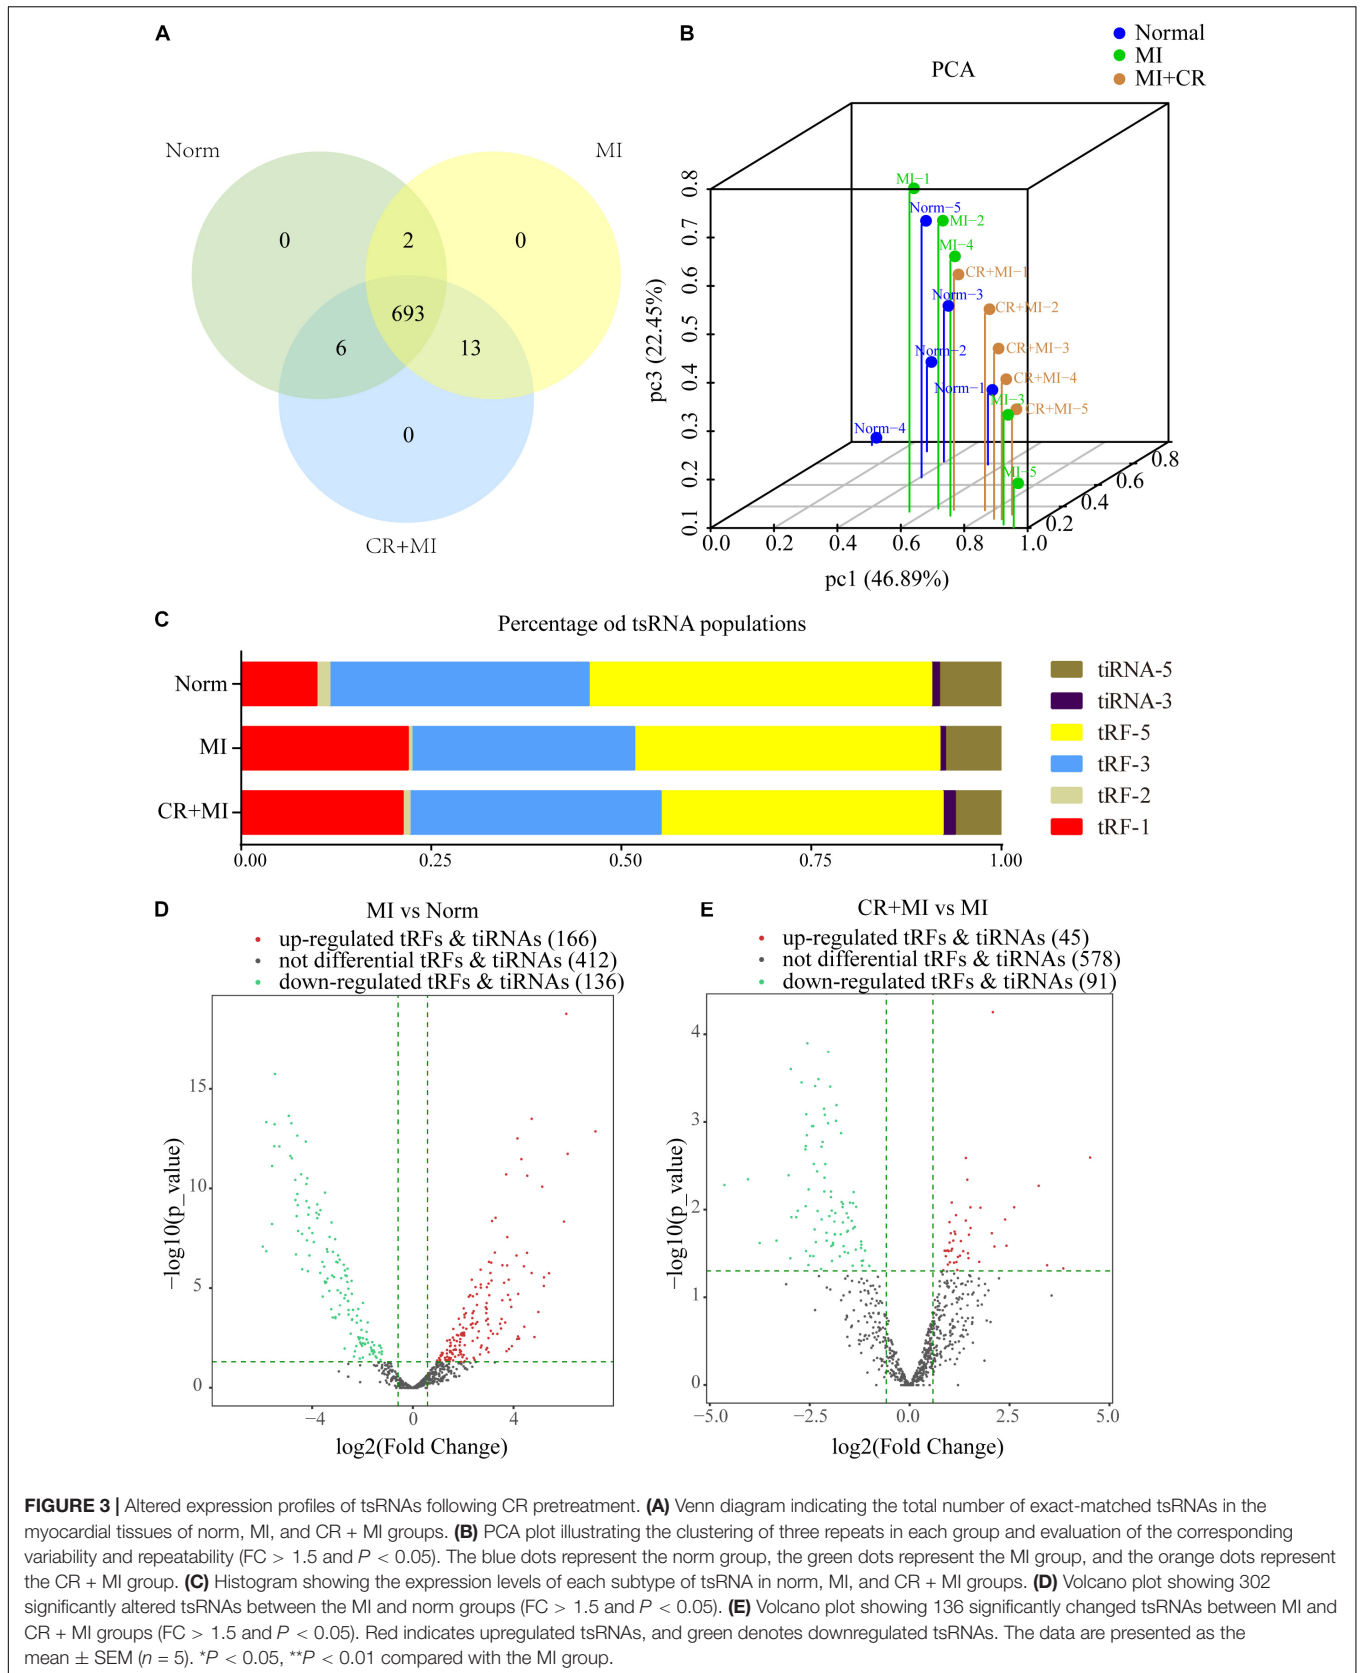 A
Norm
MI
0
2
0
693
6
13
0
CR+MI
B
Normal
MI
MI+CR
PCA
pc3 (22.45%)
0.8
0.7
0.6
0.5
0.4
0.3
0.2
0.1
MI−1
Norm−5
MI−2
MI−4
CR+MI−1
Norm−3
CR+MI−2
CR+MI−3
Norm−2
CR+MI−4
Norm−1
MI−3
CR+MI−5
Norm−4
MI−5
0.8
0.6
0.4
0.2
0.0 0.2 0.4 0.6 0.8 1.0
pc1 (46.89%)
C
Percentage od tsRNA populations
Norm
MI
CR+MI
0.00 0.25 0.50 0.75 1.00
tiRNA-5
tiRNA-3
tRF-5
tRF-3
tRF-2
tRF-1
D
MI vs Norm
up-regulated tRFs & tiRNAs (166)
not differential tRFs & tiRNAs (412)
down-regulated tRFs & tiRNAs (136)
−log10(p_value)
15
10
5
0
−4 0 4
log2(Fold Change)
E
CR+MI vs MI
up-regulated tRFs & tiRNAs (45)
not differential tRFs & tiRNAs (578)
down-regulated tRFs & tiRNAs (91)
−log10(p_value)
4
3
2
1
0
−5.0 −2.5 0.0 2.5 5.0
log2(Fold Change)
FIGURE 3 | Altered expression profiles of tsRNAs following CR pretreatment. (A) Venn diagram indicating the total number of exact-matched tsRNAs in the
myocardial tissues of norm, MI, and CR + MI groups. (B) PCA plot illustrating the clustering of three repeats in each group and evaluation of the corresponding
variability and repeatability (FC > 1.5 and P < 0.05). The blue dots represent the norm group, the green dots represent the MI group, and the orange dots represent
the CR + MI group. (C) Histogram showing the expression levels of each subtype of tsRNA in norm, MI, and CR + MI groups. (D) Volcano plot showing 302
significantly altered tsRNAs between the MI and norm groups (FC > 1.5 and P < 0.05). (E) Volcano plot showing 136 significantly changed tsRNAs between MI and
CR + MI groups (FC > 1.5 and P < 0.05). Red indicates upregulated tsRNAs, and green denotes downregulated tsRNAs. The data are presented as the
mean ± SEM (n = 5). *P < 0.05, **P < 0.01 compared with the MI group.